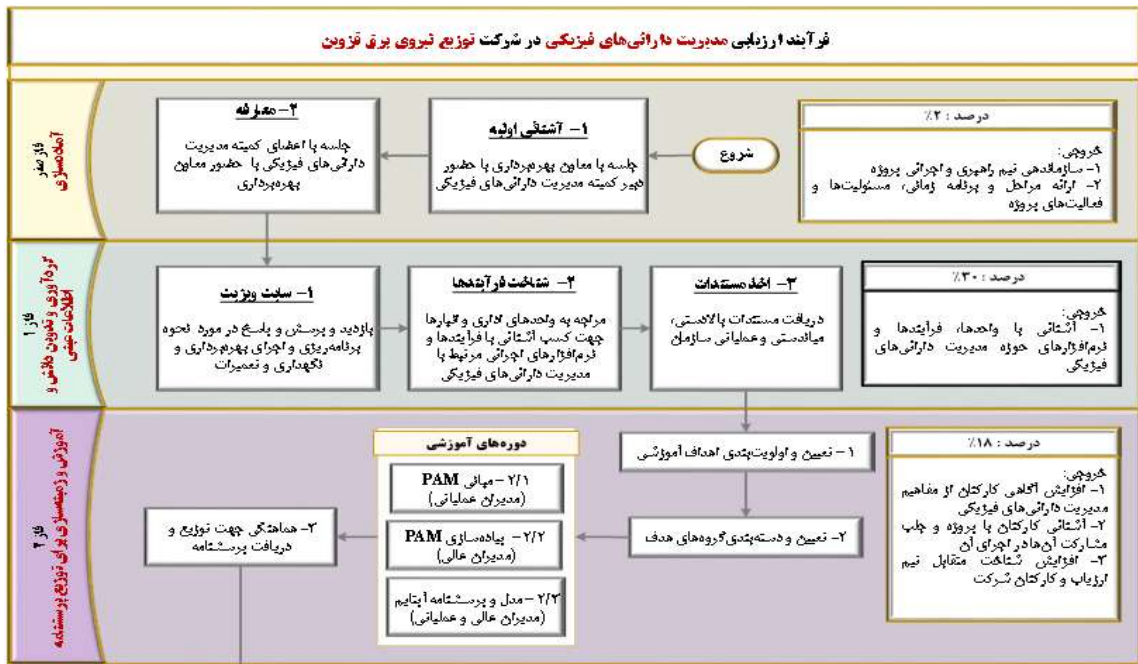 فرآیند ارزیابی مدیریت دارائی‌های فیزیکی در شرکت توزیع نیروی برق قزوین
فاز صفر
آماده‌سازی
درصد : ۲٪
خروجی:
۱- سازماندهی تیم راهبری و اجرائی پروژه
۲- ارائه مراحل و برنامه زمانی، مسئولیت‌ها و
فعالیت‌های پروژه
شروع
۱- آشنائی اولیه
جلسه با معاون بهره‌برداری با حضور
دبیر کمیته مدیریت دارائی‌های فیزیکی
۲- معارفه
جلسه با اعضای کمیته مدیریت
دارائی‌های فیزیکی با حضور معاون
بهره‌برداری
فاز ۱
گردآوری و تدوین دانش و
اطلاعات عینی
۱- سایت ویزیت
بازدید و پرسش و پاسخ در مورد نحوه
برنامه‌ریزی و اجرای بهره‌برداری و
نگهداری و تعمیرات
۲- شناخت فرآیندها
مراجه به واحدهای اداری و انبارها
جهت کسب آشنائی با فرآیندها و
نرم‌افزارهای اجرائی مرتبط با
مدیریت دارائی‌های فیزیکی
۳- اخذ مستندات
دریافت مستندات بالادستی،
میاندستی و عملیاتی سازمان
درصد : ۳۰٪
خروجی:
۱- آشنائی با واحدها، فرآیندها و
نرم‌افزارهای حوزه مدیریت دارائی‌های
فیزیکی
فاز ۲
آموزش و زمینه‌سازی برای توزیع پرسشنامه
۱- تعیین و اولویت‌بندی اهداف آموزشی
۲- تعیین و دسته‌بندی گروه‌های هدف
دوره‌های آموزشی
۲/۱- مبانی PAM
(مدیران عملیاتی)
۲/۲- پیاده‌سازی PAM
(مدیران عالی)
۲/۳- مدل و پرسشنامه آیتایم
(مدیران عالی و عملیاتی)
۳- هماهنگی جهت توزیع و
دریافت پرسشنامه
درصد : ۱۸٪
خروجی:
۱- افزایش آگاهی کارکنان از مفاهیم
مدیریت دارائی‌های فیزیکی
۲- آشنائی کارکنان با پروژه و جلب
مشارکت آن‌ها در اجرای آن
۳- افزایش شناخت متقابل تیم
ارزیاب و کارکنان شرکت